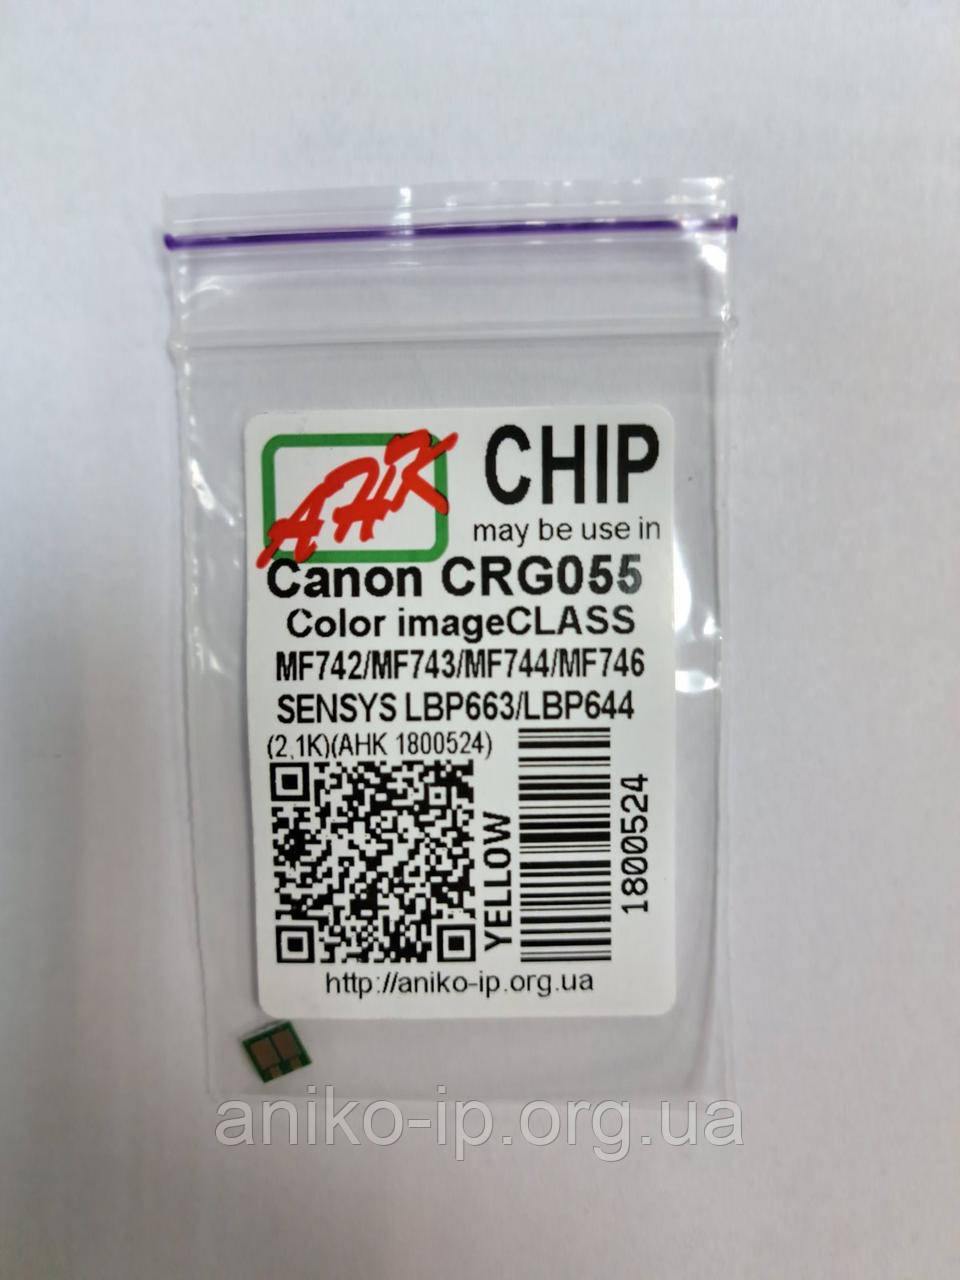 AHK
CHIP
may be use in
Canon CRG055
Color imageCLASS
MF742/MF743/MF744/MF746
SENSYS LBP663/LBP644
(2,1K)(AHK 1800524)
YELLOW
1800524
http://aniko-ip.org.ua
aniko-ip.org.ua